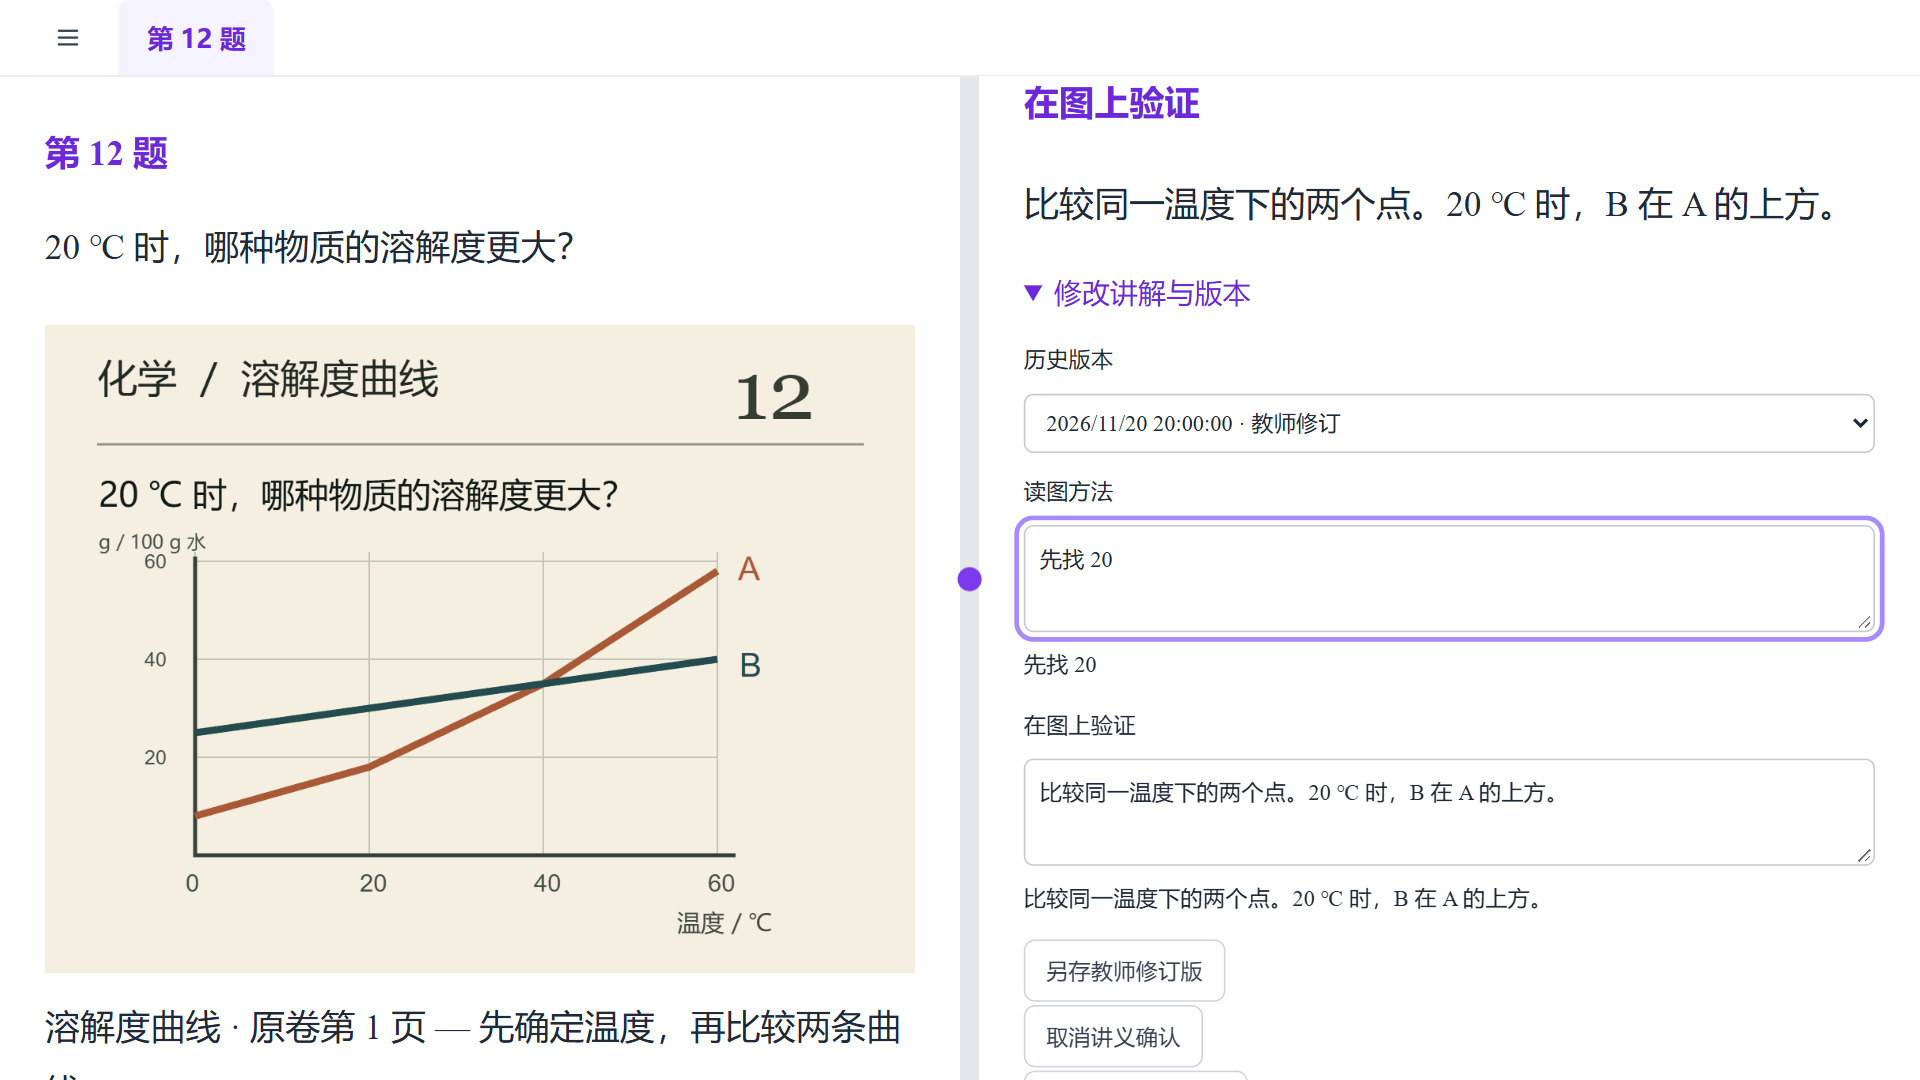 第 12 题
第 12 题
20 ℃ 时，哪种物质的溶解度更大？
化学 / 溶解度曲线
12
20 ℃ 时，哪种物质的溶解度更大？
g / 100 g 水
60
40
20
A
B
0 20 40 60
温度 / ℃
溶解度曲线 · 原卷第 1 页 — 先确定温度，再比较两条曲
在图上验证
比较同一温度下的两个点。20 ℃ 时，B 在 A 的上方。
▼ 修改讲解与版本
历史版本
2026/11/20 20:00:00 · 教师修订
读图方法
先找 20
先找 20
在图上验证
比较同一温度下的两个点。20 ℃ 时，B 在 A 的上方。
比较同一温度下的两个点。20 ℃ 时，B 在 A 的上方。
另存教师修订版
取消讲义确认